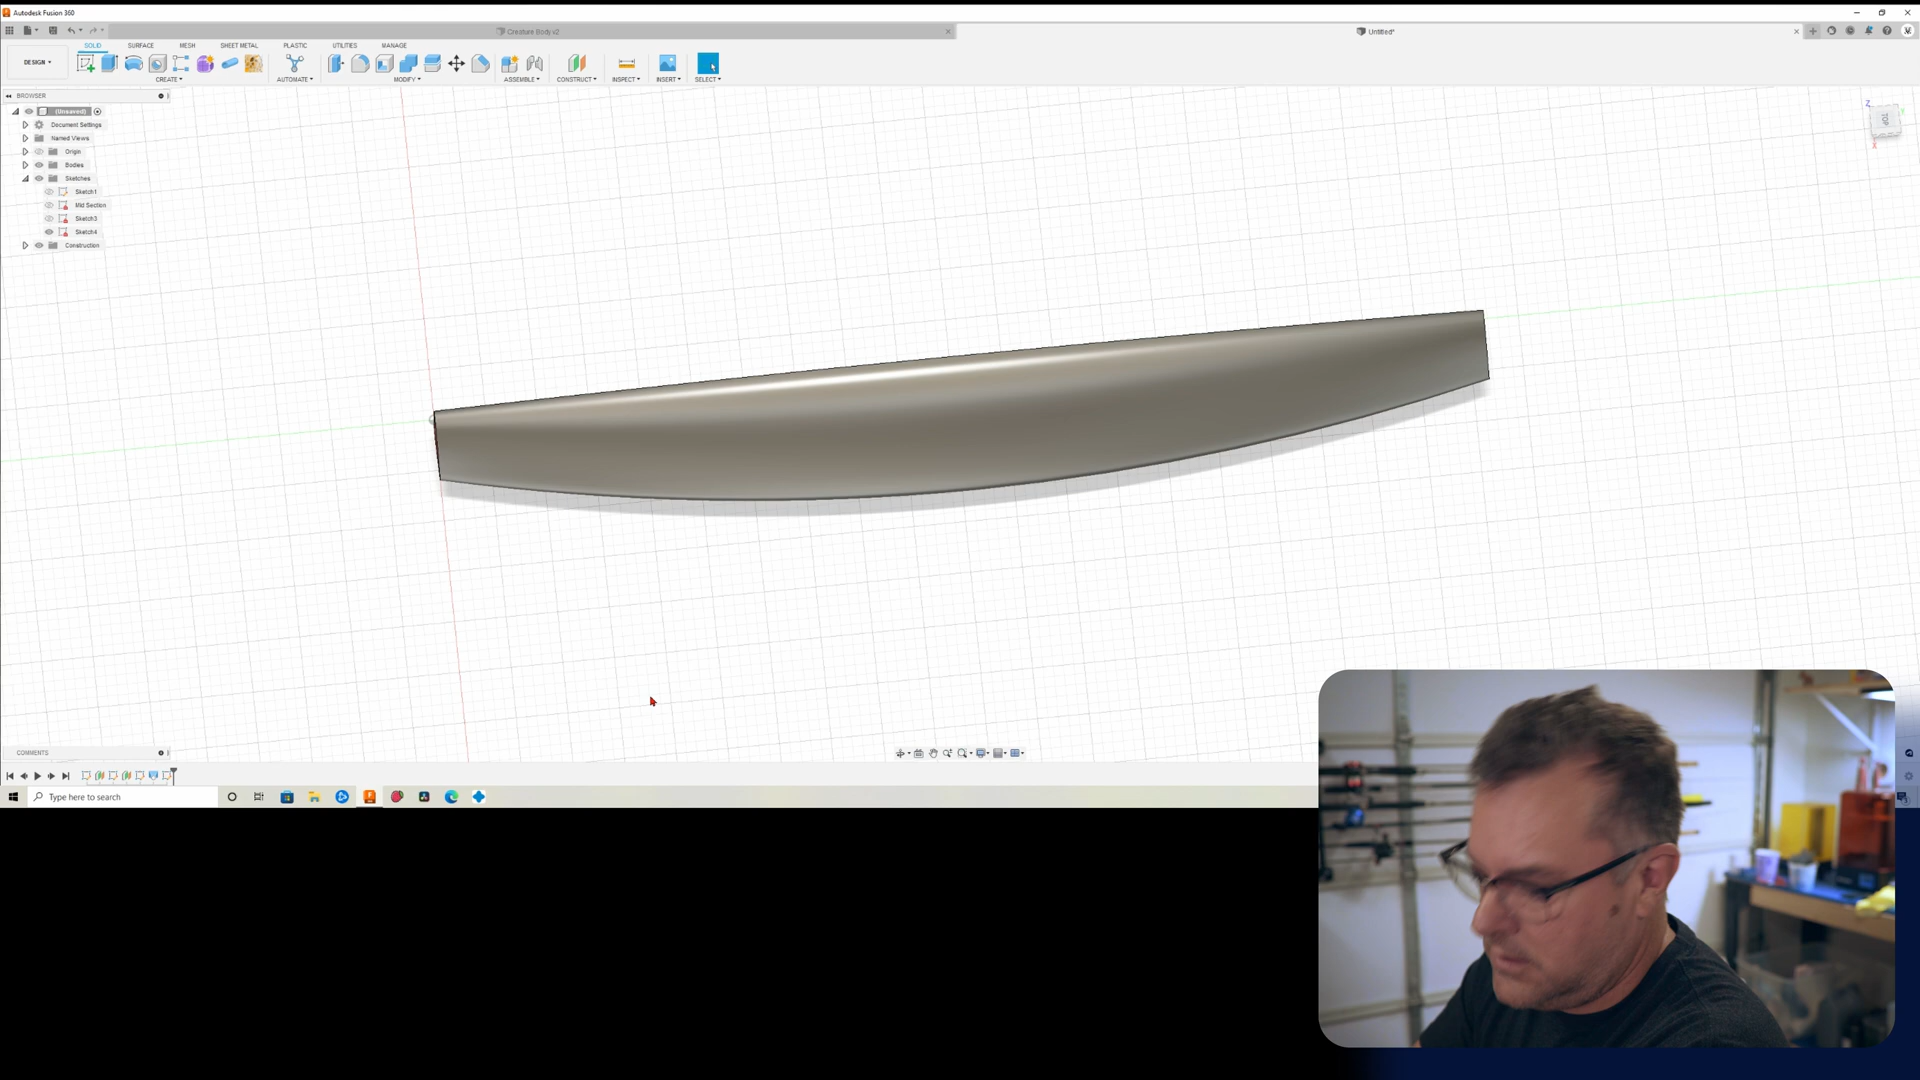 Autodesk Fusion 360
Creature Body v2
Untitled*
SOLID SURFACE MESH SHEET METAL PLASTIC UTILITIES MANAGE
DESIGN
CREATE AUTOMATE MODIFY ASSEMBLE CONSTRUCT INSPECT INSERT SELECT
BROWSER
(Unsaved)
Document Settings
Named Views
Origin
Bodies
Sketches
Sketch1
Mid Section
Sketch3
Sketch4
Construction
Z
TOP
X
COMMENTS
Type here to search